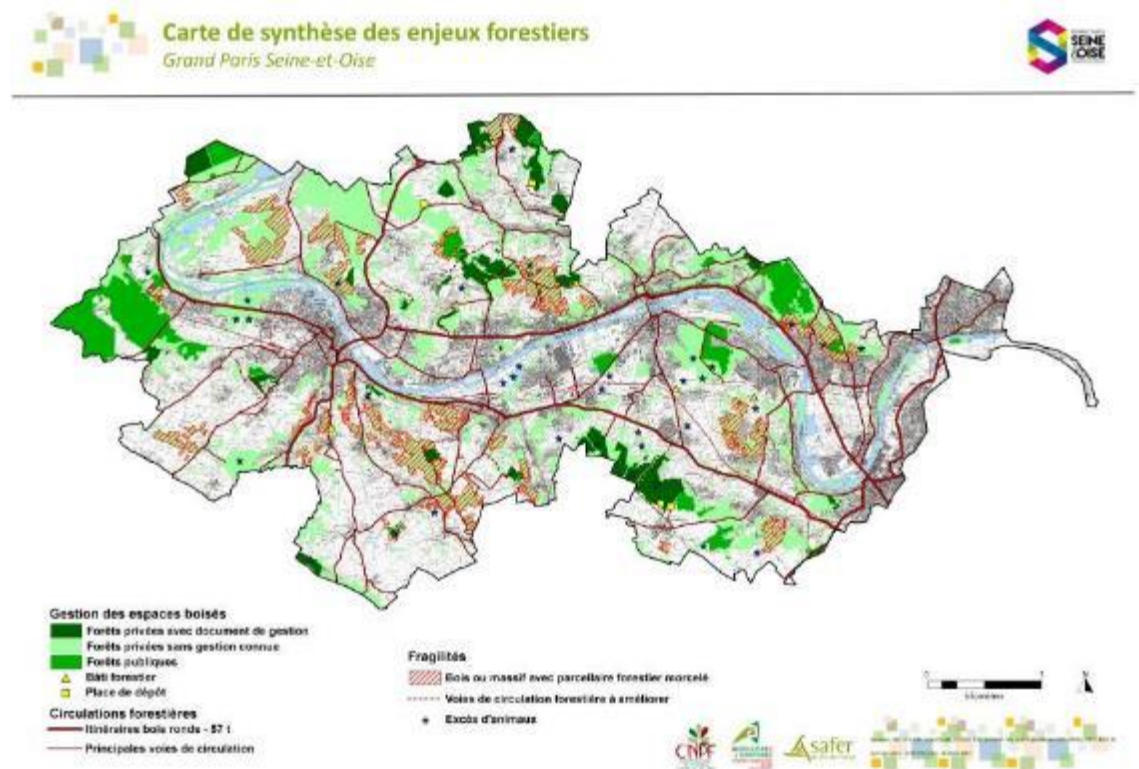 Carte de synthèse des enjeux forestiers
Grand Paris Seine-et-Oise
SEINE
&OISE
Gestion des espaces boisés
Forêts privées avec document de gestion
Forêts privées sans gestion connue
Forêts publiques
Bâti forestier
Place de dépôt
Circulations forestières
Itinéraires bois ronds - 57 t
Principales voies de circulation
Fragilités
Bois ou massif avec parcellaire forestier morcelé
Voies de circulation forestière à améliorer
Excès d'animaux
kilomètres
N
CNPF
safer